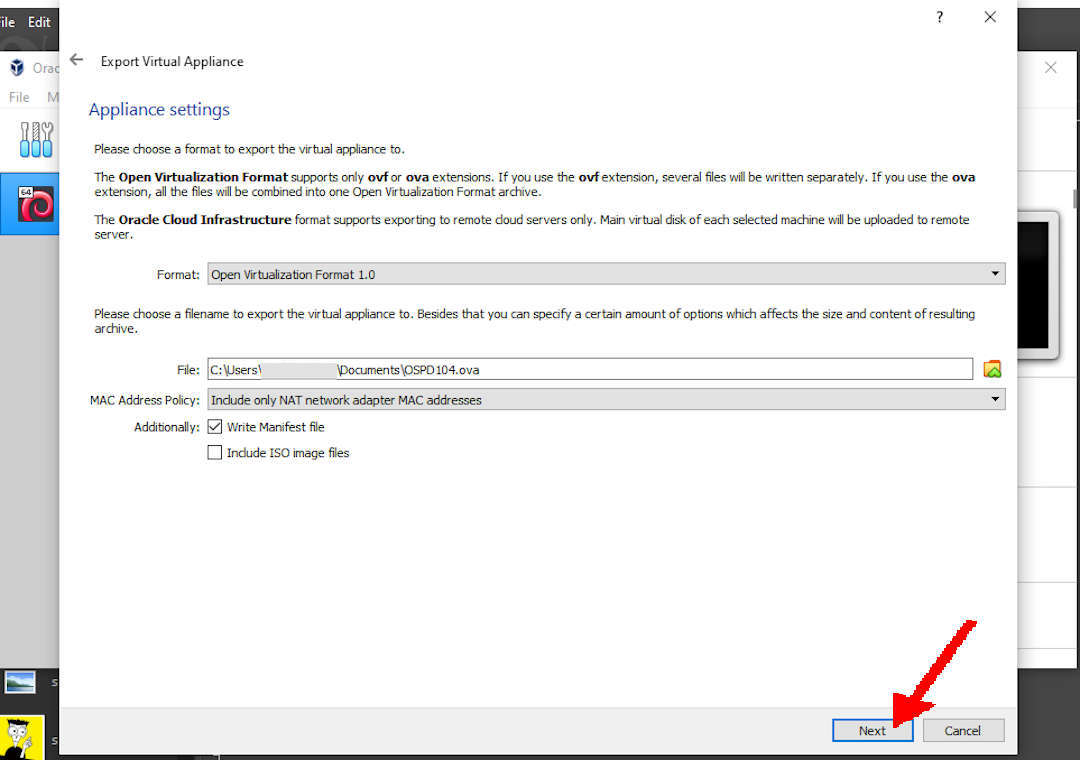 File Edit
?
Orac
Export Virtual Appliance
File M
Appliance settings
Please choose a format to export the virtual appliance to.
The Open Virtualization Format supports only ovf or ova extensions. If you use the ovf extension, several files will be written separately. If you use the ova
extension, all the files will be combined into one Open Virtualization Format archive.
64
The Oracle Cloud Infrastructure format supports exporting to remote cloud servers only. Main virtual disk of each selected machine will be uploaded to remote
server.
Format: Open Virtualization Format 1.0
Please choose a filename to export the virtual appliance to. Besides that you can specify a certain amount of options which affects the size and content of resulting
archive.
File: C:\Users\ \Documents\OSPD104.ova
MAC Address Policy: Include only NAT network adapter MAC addresses
Additionally: Write Manifest file
Include ISO image files
s
Next Cancel
s